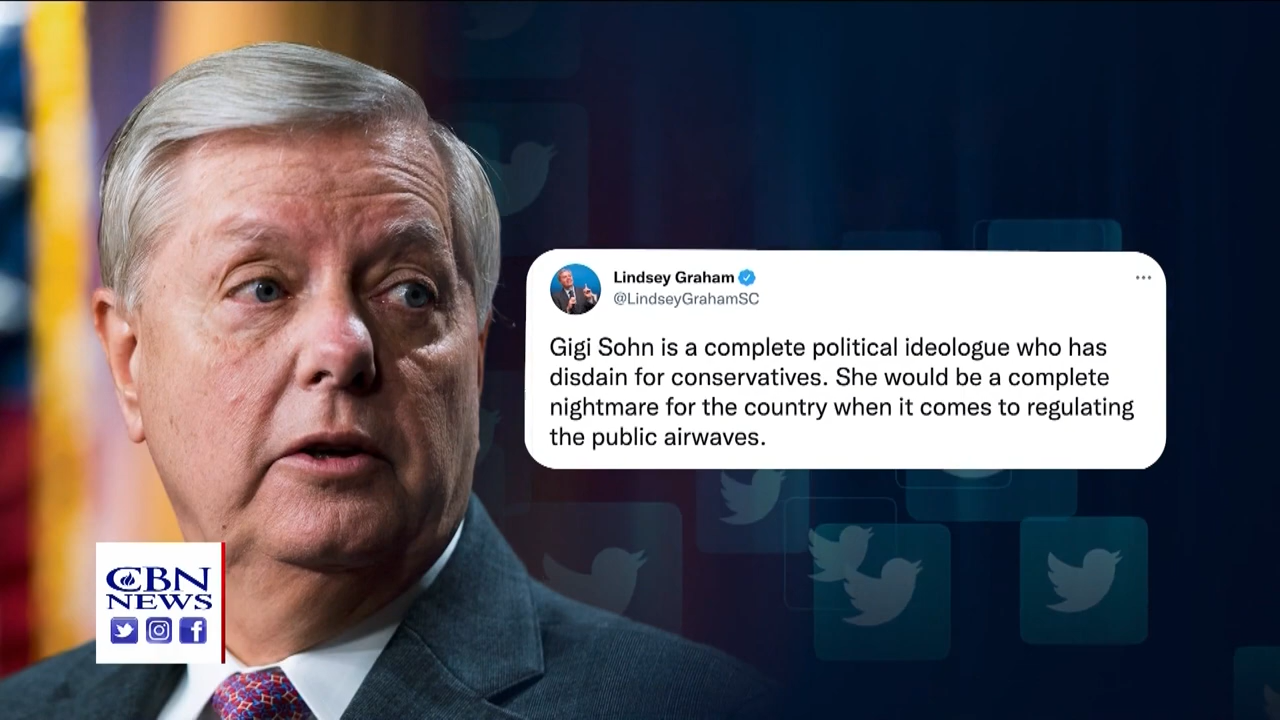 Lindsey Graham
@LindseyGrahamSC
Gigi Sohn is a complete political ideologue who has
disdain for conservatives. She would be a complete
nightmare for the country when it comes to regulating
the public airwaves.
CBN
NEWS